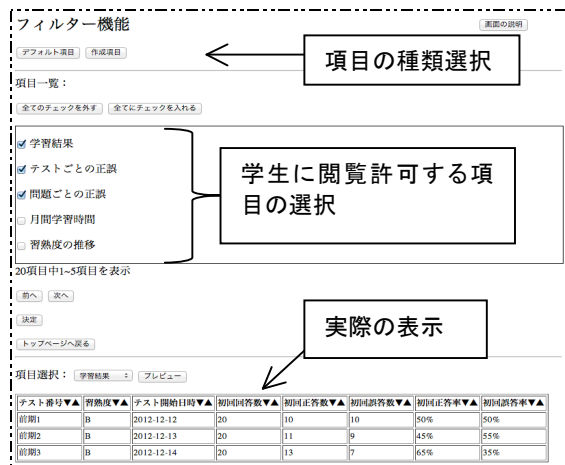 フィルター機能
画面の説明
デフォルト項目 作成項目
項目の種類選択
項目一覧：
全てのチェックを外す 全てにチェックを入れる
学習結果
テストごとの正誤
問題ごとの正誤
月間学習時間
習熟度の推移
学生に閲覧許可する項
目の選択
20項目中1~5項目を表示
前へ 次へ
決定
トップページへ戻る
実際の表示
項目選択： 学習結果 プレビュー
テスト番号▼▲ 習熟度▼▲ テスト開始日時▼▲ 初回回答数▼▲ 初回正答数▼▲ 初回誤答数▼▲ 初回正答率▼▲ 初回誤答率▼▲
前期1 B 2012-12-12 20 10 10 50% 50%
前期2 B 2012-12-13 20 11 9 45% 55%
前期3 B 2012-12-14 20 13 7 65% 35%